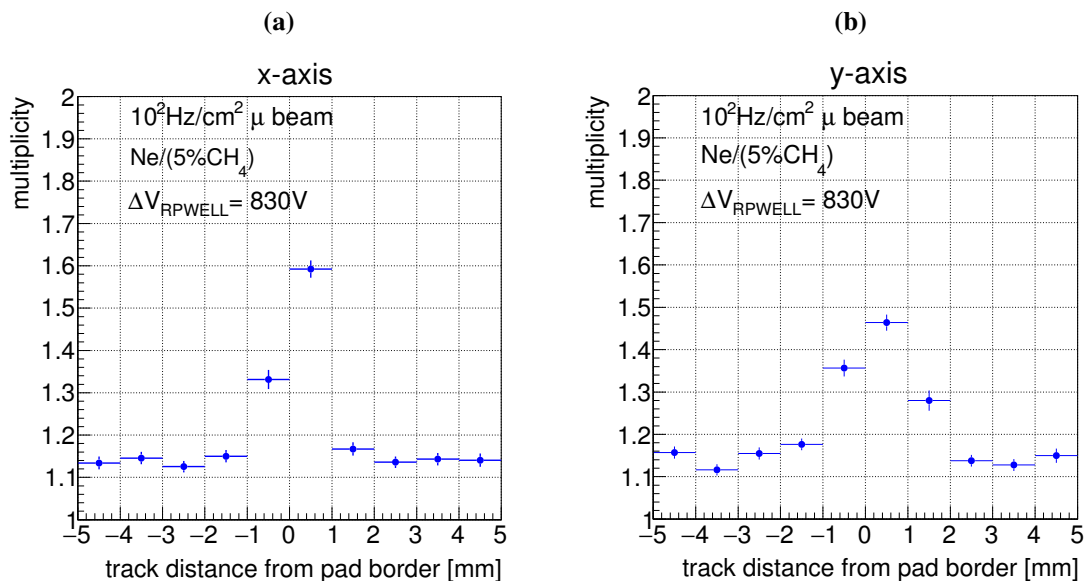 (a)
x-axis
multiplicity
2
1.9
1.8
1.7
1.6
1.5
1.4
1.3
1.2
1.1
1
10²Hz/cm² μ beam
Ne/(5%CH₄)
ΔV_RPWELL= 830V
−5 −4 −3 −2 −1 0 1 2 3 4 5
track distance from pad border [mm]
(b)
y-axis
multiplicity
2
1.9
1.8
1.7
1.6
1.5
1.4
1.3
1.2
1.1
1
10²Hz/cm² μ beam
Ne/(5%CH₄)
ΔV_RPWELL= 830V
−5 −4 −3 −2 −1 0 1 2 3 4 5
track distance from pad border [mm]